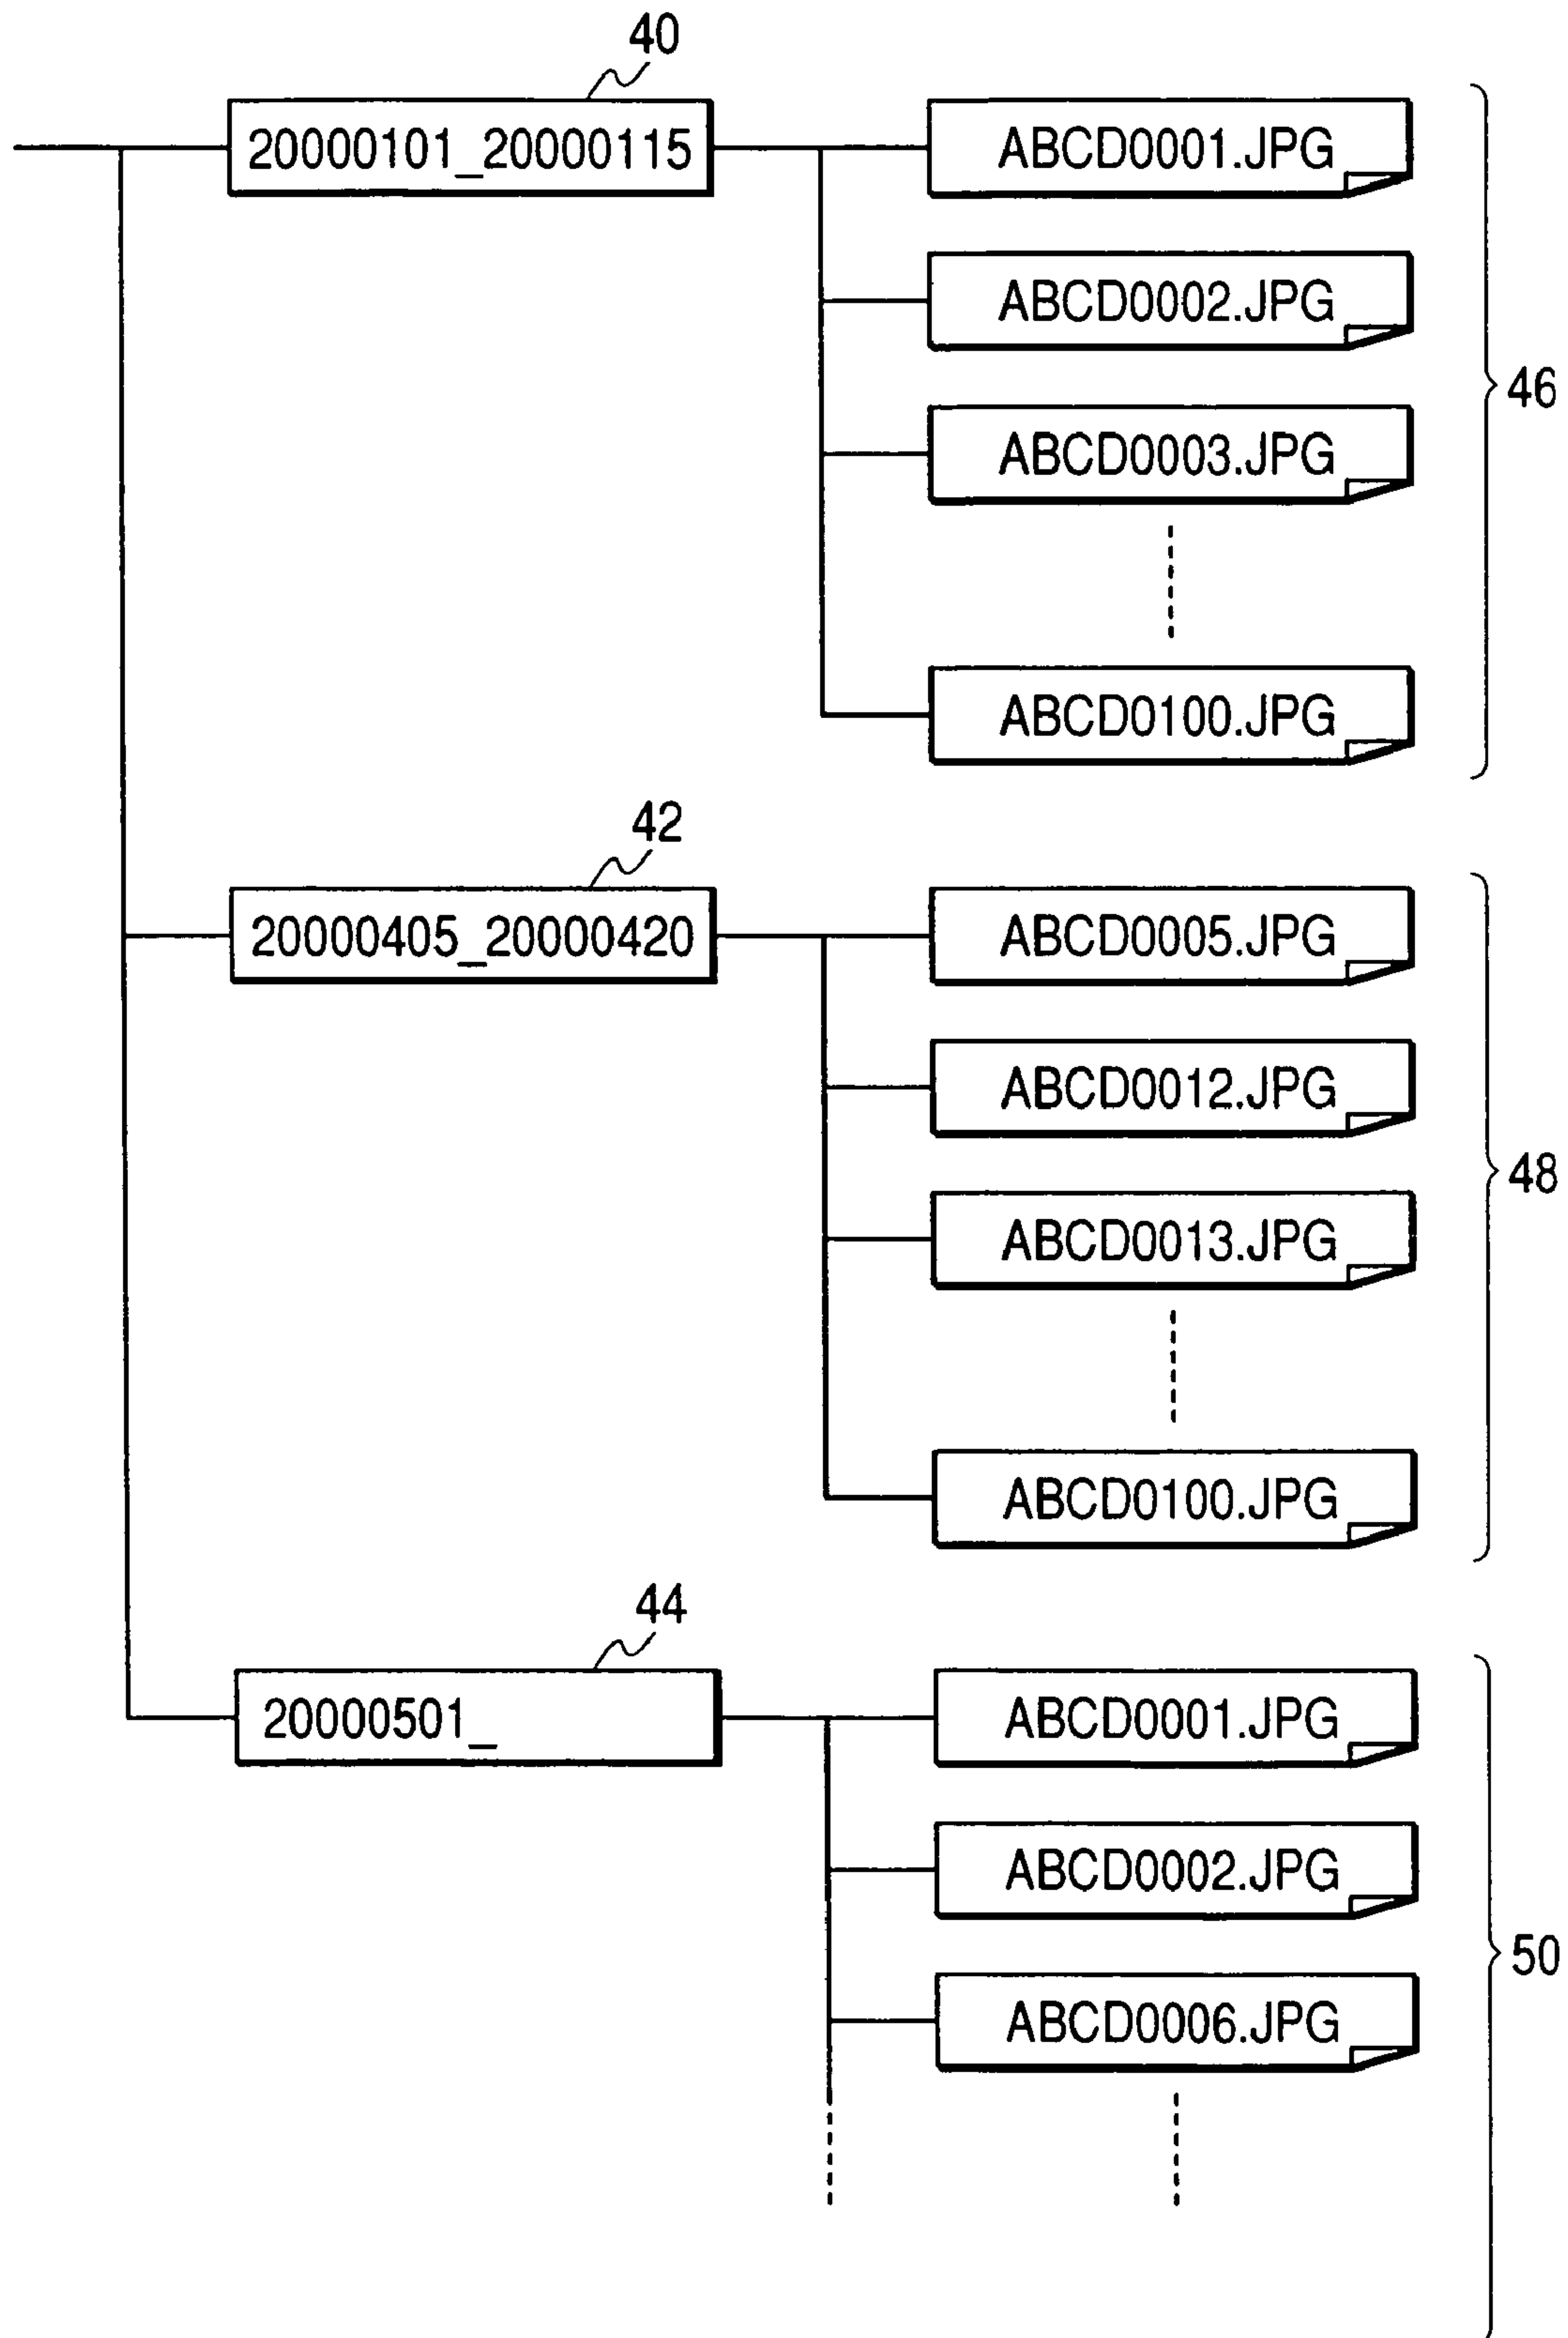 40
20000101_20000115
ABCD0001.JPG
ABCD0002.JPG
46
ABCD0003.JPG
ABCD0100.JPG
42
20000405_20000420
ABCD0005.JPG
ABCD0012.JPG
48
ABCD0013.JPG
ABCD0100.JPG
44
20000501_
ABCD0001.JPG
ABCD0002.JPG
50
ABCD0006.JPG